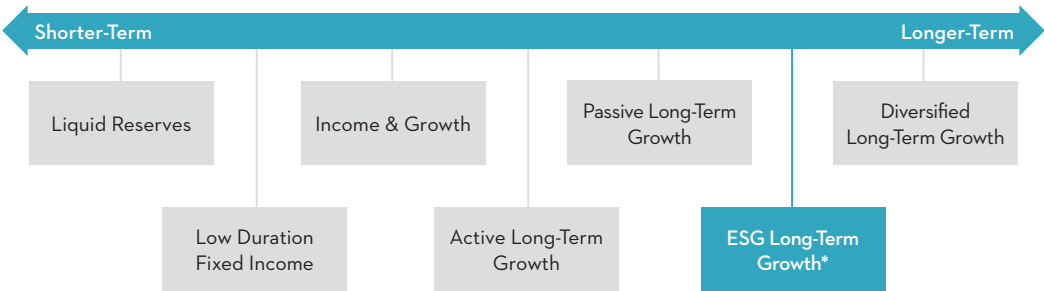 Shorter-Term
Longer-Term
Liquid Reserves
Income & Growth
Passive Long-Term
Growth
Diversified
Long-Term Growth
Low Duration
Fixed Income
Active Long-Term
Growth
ESG Long-Term
Growth*